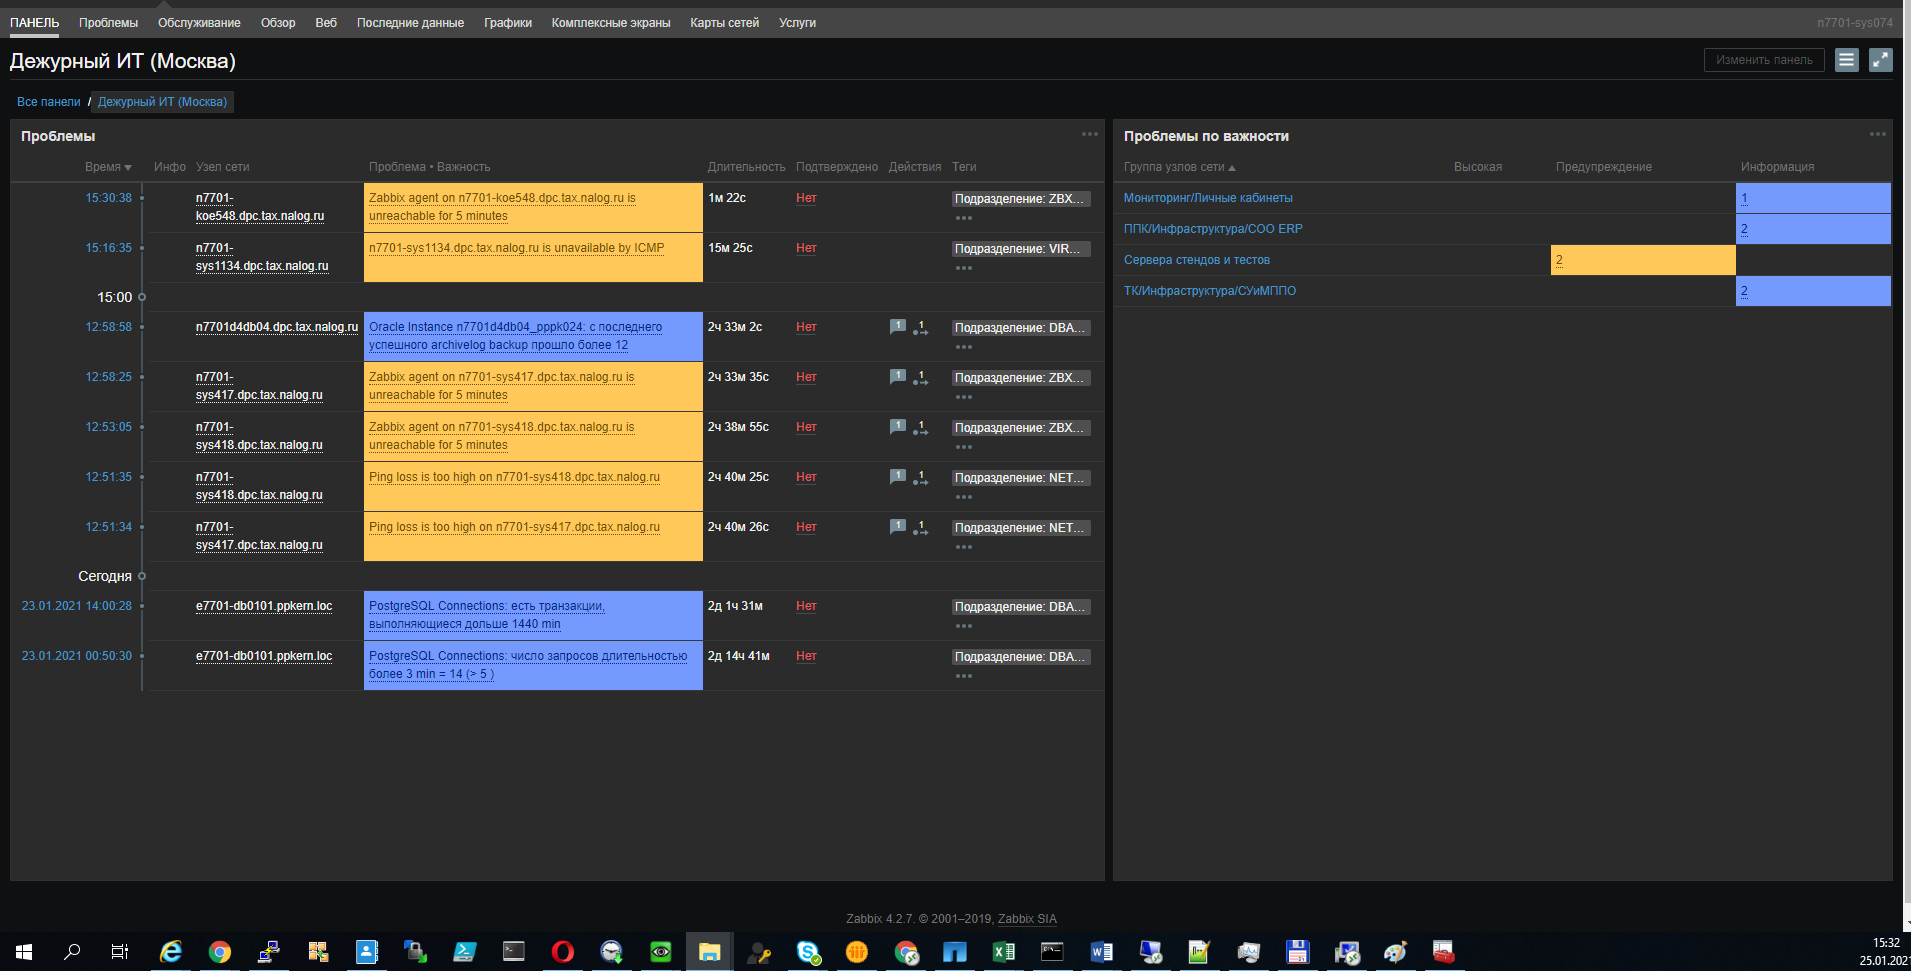 ПАНЕЛЬ Проблемы Обслуживание Обзор Веб Последние данные Графики Комплексные экраны Карты сетей Услуги n7701-sys074
Дежурный ИТ (Москва) Изменить панель
Все панели / Дежурный ИТ (Москва)
Проблемы
Время ▼ Инфо Узел сети Проблема • Важность Длительность Подтверждено Действия Теги
15:30:38 n7701- Zabbix agent on n7701-koe548.dpc.tax.nalog.ru is 1м 22с Нет Подразделение: ZBX...
koe548.dpc.tax.nalog.ru unreachable for 5 minutes
15:16:35 n7701- n7701-sys1134.dpc.tax.nalog.ru is unavailable by ICMP 15м 25с Нет Подразделение: VIR...
sys1134.dpc.tax.nalog.ru
15:00
12:58:58 n7701d4db04.dpc.tax.nalog.ru Oracle Instance n7701d4db04_pppk024: с последнего 2ч 33м 2с Нет 1 1 Подразделение: DBA...
успешного archivelog backup прошло более 12
12:58:25 n7701- Zabbix agent on n7701-sys417.dpc.tax.nalog.ru is 2ч 33м 35с Нет 1 1 Подразделение: ZBX...
sys417.dpc.tax.nalog.ru unreachable for 5 minutes
12:53:05 n7701- Zabbix agent on n7701-sys418.dpc.tax.nalog.ru is 2ч 38м 55с Нет 1 1 Подразделение: ZBX...
sys418.dpc.tax.nalog.ru unreachable for 5 minutes
12:51:35 n7701- Ping loss is too high on n7701-sys418.dpc.tax.nalog.ru 2ч 40м 25с Нет 1 1 Подразделение: NET...
sys418.dpc.tax.nalog.ru
12:51:34 n7701- Ping loss is too high on n7701-sys417.dpc.tax.nalog.ru 2ч 40м 26с Нет 1 1 Подразделение: NET...
sys417.dpc.tax.nalog.ru
Сегодня
23.01.2021 14:00:28 e7701-db0101.ppkern.loc PostgreSQL Connections: есть транзакции, 2д 1ч 31м Нет Подразделение: DBA...
выполняющиеся дольше 1440 min
23.01.2021 00:50:30 e7701-db0101.ppkern.loc PostgreSQL Connections: число запросов длительностью 2д 14ч 41м Нет Подразделение: DBA...
более 3 min = 14 (> 5 )
Проблемы по важности
Группа узлов сети ▲ Высокая Предупреждение Информация
Мониторинг/Личные кабинеты 1
ППК/Инфраструктура/СОО ERP 2
Сервера стендов и тестов 2
ТК/Инфраструктура/СУиМППО 2
Zabbix 4.2.7. © 2001–2019, Zabbix SIA
15:32
25.01.2021